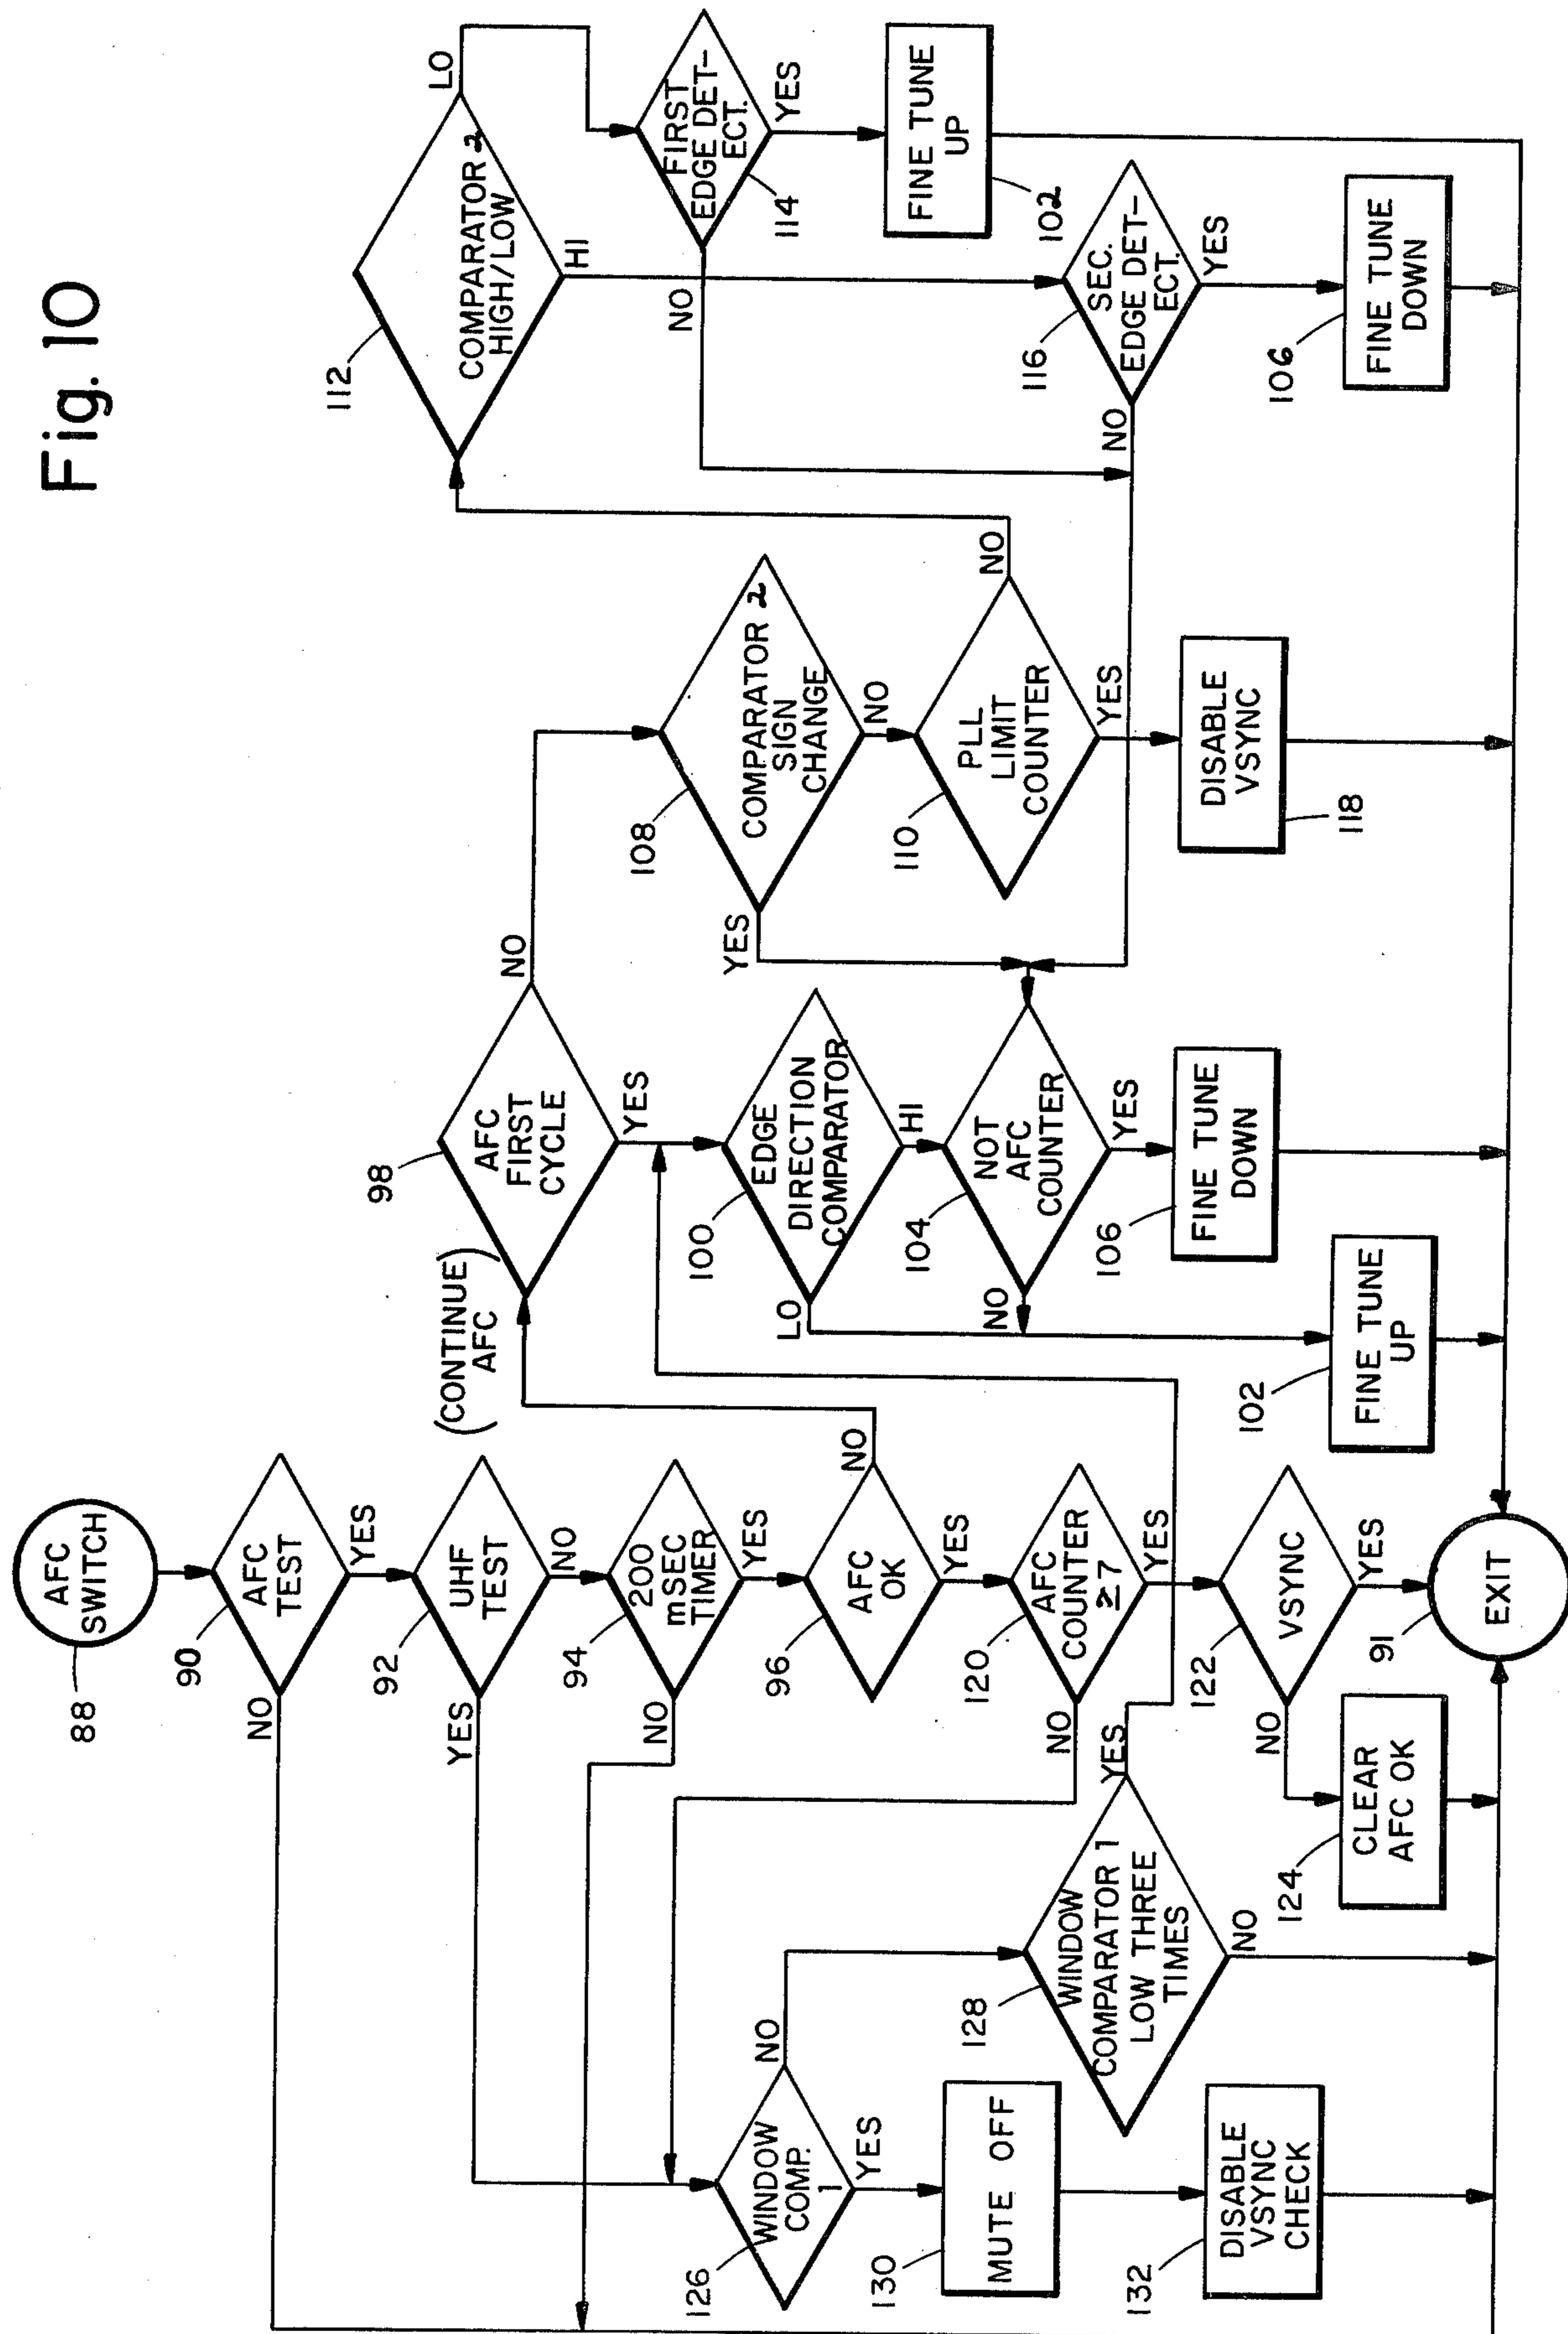 Fig. 10
AFC
SWITCH
88
AFC
TEST
90
NO
YES
UHF
TEST
92
YES
NO
200
mSEC
TIMER
94
NO
YES
AFC
OK
96
NO
YES
(CONTINUE)
AFC
AFC
FIRST
CYCLE
98
NO
YES
EDGE
DIRECTION
COMPARATOR
100
LO
HI
NOT
AFC
COUNTER
104
NO
YES
FINE TUNE
DOWN
106
FINE TUNE
UP
102
COMPARATOR 2
SIGN
CHANGE
108
YES
NO
PLL
LIMIT
COUNTER
110
NO
YES
DISABLE
VSYNC
118
COMPARATOR 2
HIGH/LOW
112
LO
HI
FIRST
EDGE DET-
ECT.
114
NO
YES
FINE TUNE
UP
102
SEC.
EDGE DET-
ECT.
116
NO
YES
FINE TUNE
DOWN
106
AFC
COUNTER
≥7
120
NO
YES
VSYNC
122
NO
YES
CLEAR
AFC OK
124
EXIT
91
WINDOW
COMP.
1
126
NO
YES
WINDOW
COMPARATOR 1
LOW THREE
TIMES
128
YES
NO
MUTE OFF
130
DISABLE
VSYNC
CHECK
132